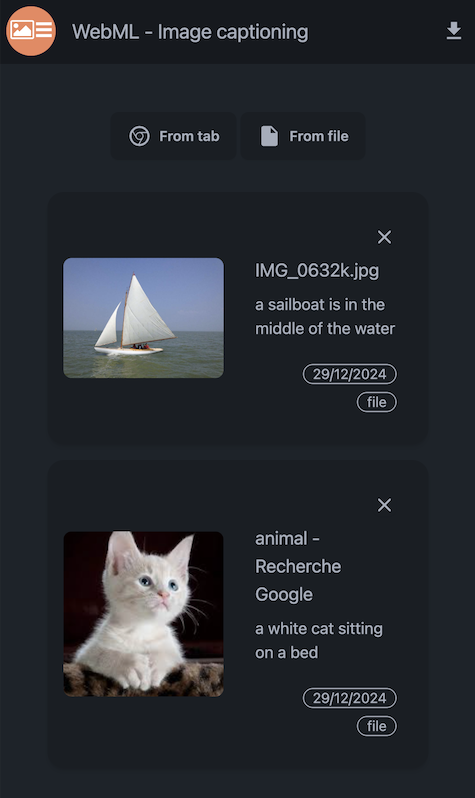 WebML - Image captioning
From tab
From file
IMG_0632k.jpg
a sailboat is in the
middle of the water
29/12/2024
file
animal -
Recherche
Google
a white cat sitting
on a bed
29/12/2024
file